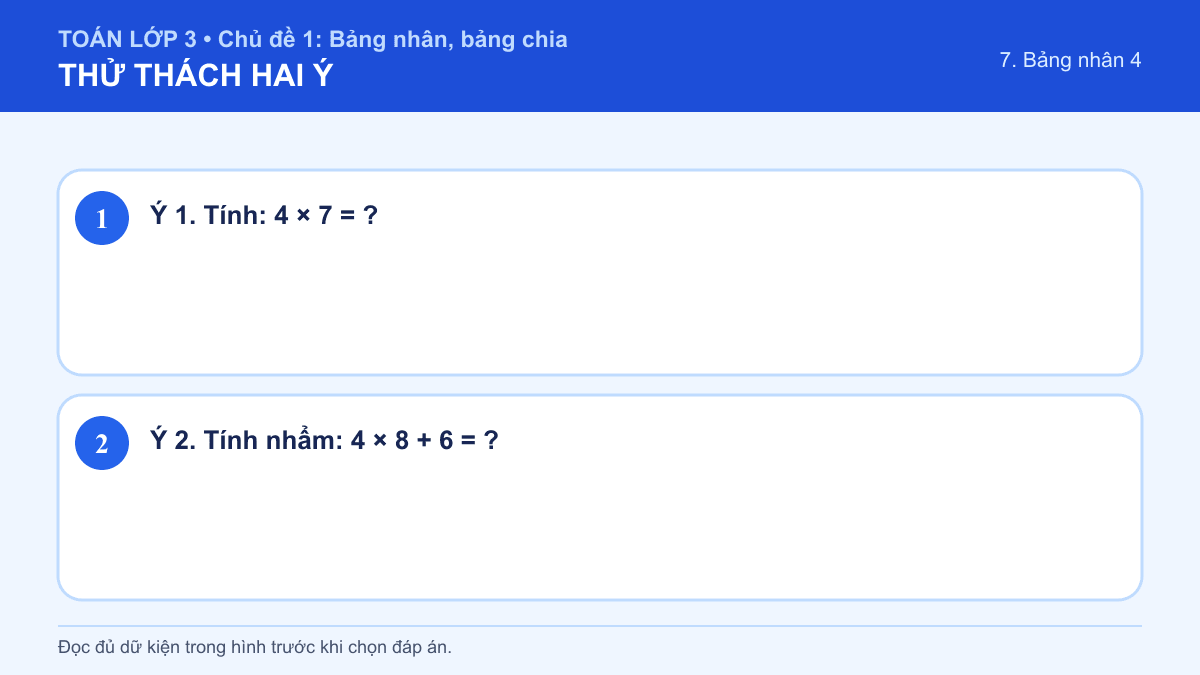 TOÁN LỚP 3 • Chủ đề 1: Bảng nhân, bảng chia
THỬ THÁCH HAI Ý
7. Bảng nhân 4
1
Ý 1. Tính: 4 × 7 = ?
2
Ý 2. Tính nhẩm: 4 × 8 + 6 = ?
Đọc đủ dữ kiện trong hình trước khi chọn đáp án.